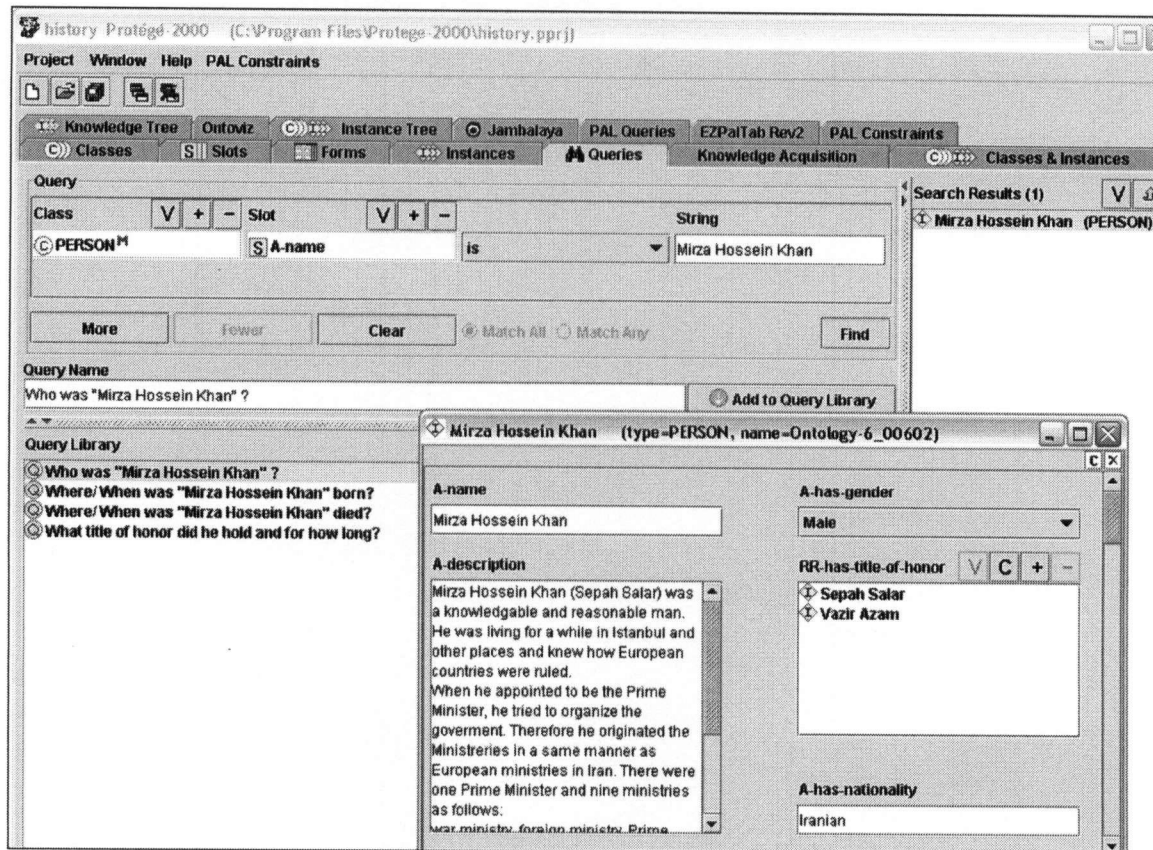 history Protégé-2000 (C:\Program Files\Protege-2000\history.pprj)
Project Window Help PAL Constraints
Knowledge Tree Ontoviz Instance Tree Jambalaya PAL Queries EZPalTab Rev2 PAL Constraints
Classes Slots Forms Instances Queries Knowledge Acquisition Classes & Instances
Query
Class V + - Slot V + - String
PERSON M A-name is Mirza Hossein Khan
More Fewer Clear Match All Match Any Find
Search Results (1) V
Mirza Hossein Khan (PERSON)
Query Name
Who was "Mirza Hossein Khan" ? Add to Query Library
Query Library
Who was "Mirza Hossein Khan" ?
Where/ When was "Mirza Hossein Khan" born?
Where/ When was "Mirza Hossein Khan" died?
What title of honor did he hold and for how long?
Mirza Hossein Khan (type=PERSON, name=Ontology-6_00602)
C X
A-name
Mirza Hossein Khan
A-description
Mirza Hossein Khan (Sepah Salar) was
a knowledgable and reasonable man.
He was living for a while in Istanbul and
other places and knew how European
countries were ruled.
When he appointed to be the Prime
Minister, he tried to organize the
goverment. Therefore he originated the
Ministreries in a same manner as
European ministries in Iran. There were
one Prime Minister and nine ministries
as follows:
war ministry, foreign ministry, Prime
A-has-gender
Male
RR-has-title-of-honor V C + -
Sepah Salar
Vazir Azam
A-has-nationality
Iranian